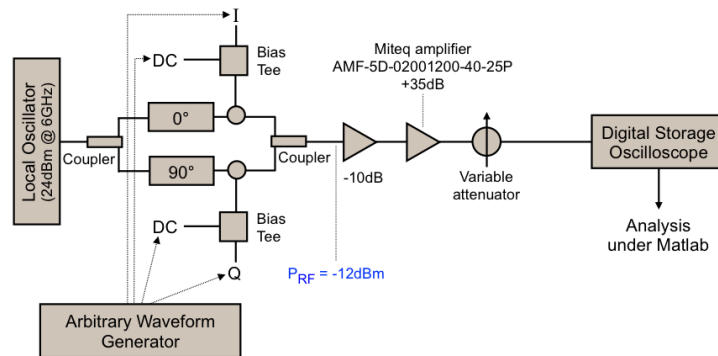 I
Bias
Tee
DC
Miteq amplifier
AMF-5D-02001200-40-25P
+35dB
Local Oscillator
(24dBm @ 6GHz)
0°
Coupler
90°
Coupler
-10dB
Variable
attenuator
Digital Storage
Oscilloscope
Analysis
under Matlab
DC
Bias
Tee
Q
PRF = -12dBm
Arbitrary Waveform
Generator